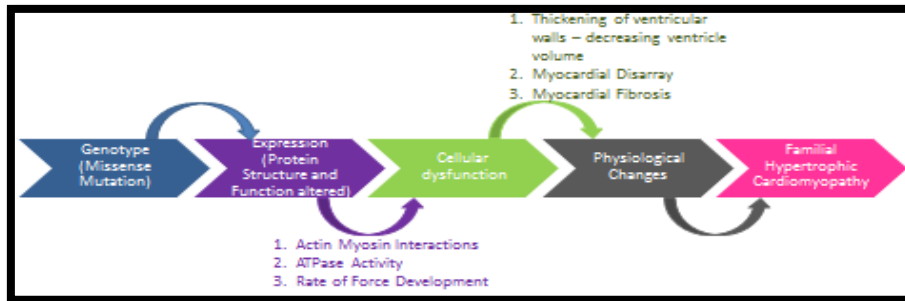 1. Thickening of ventricular
walls – decreasing ventricle
volume
2. Myocardial Disarray
3. Myocardial Fibrosis
Genotype
(Missense
Mutation)
Expression
(Protein
Structure and
Function altered)
Cellular
dysfunction
Physiological
Changes
Familial
Hypertrophic
Cardiomyopathy
1. Actin Myosin Interactions
2. ATPase Activity
3. Rate of Force Development